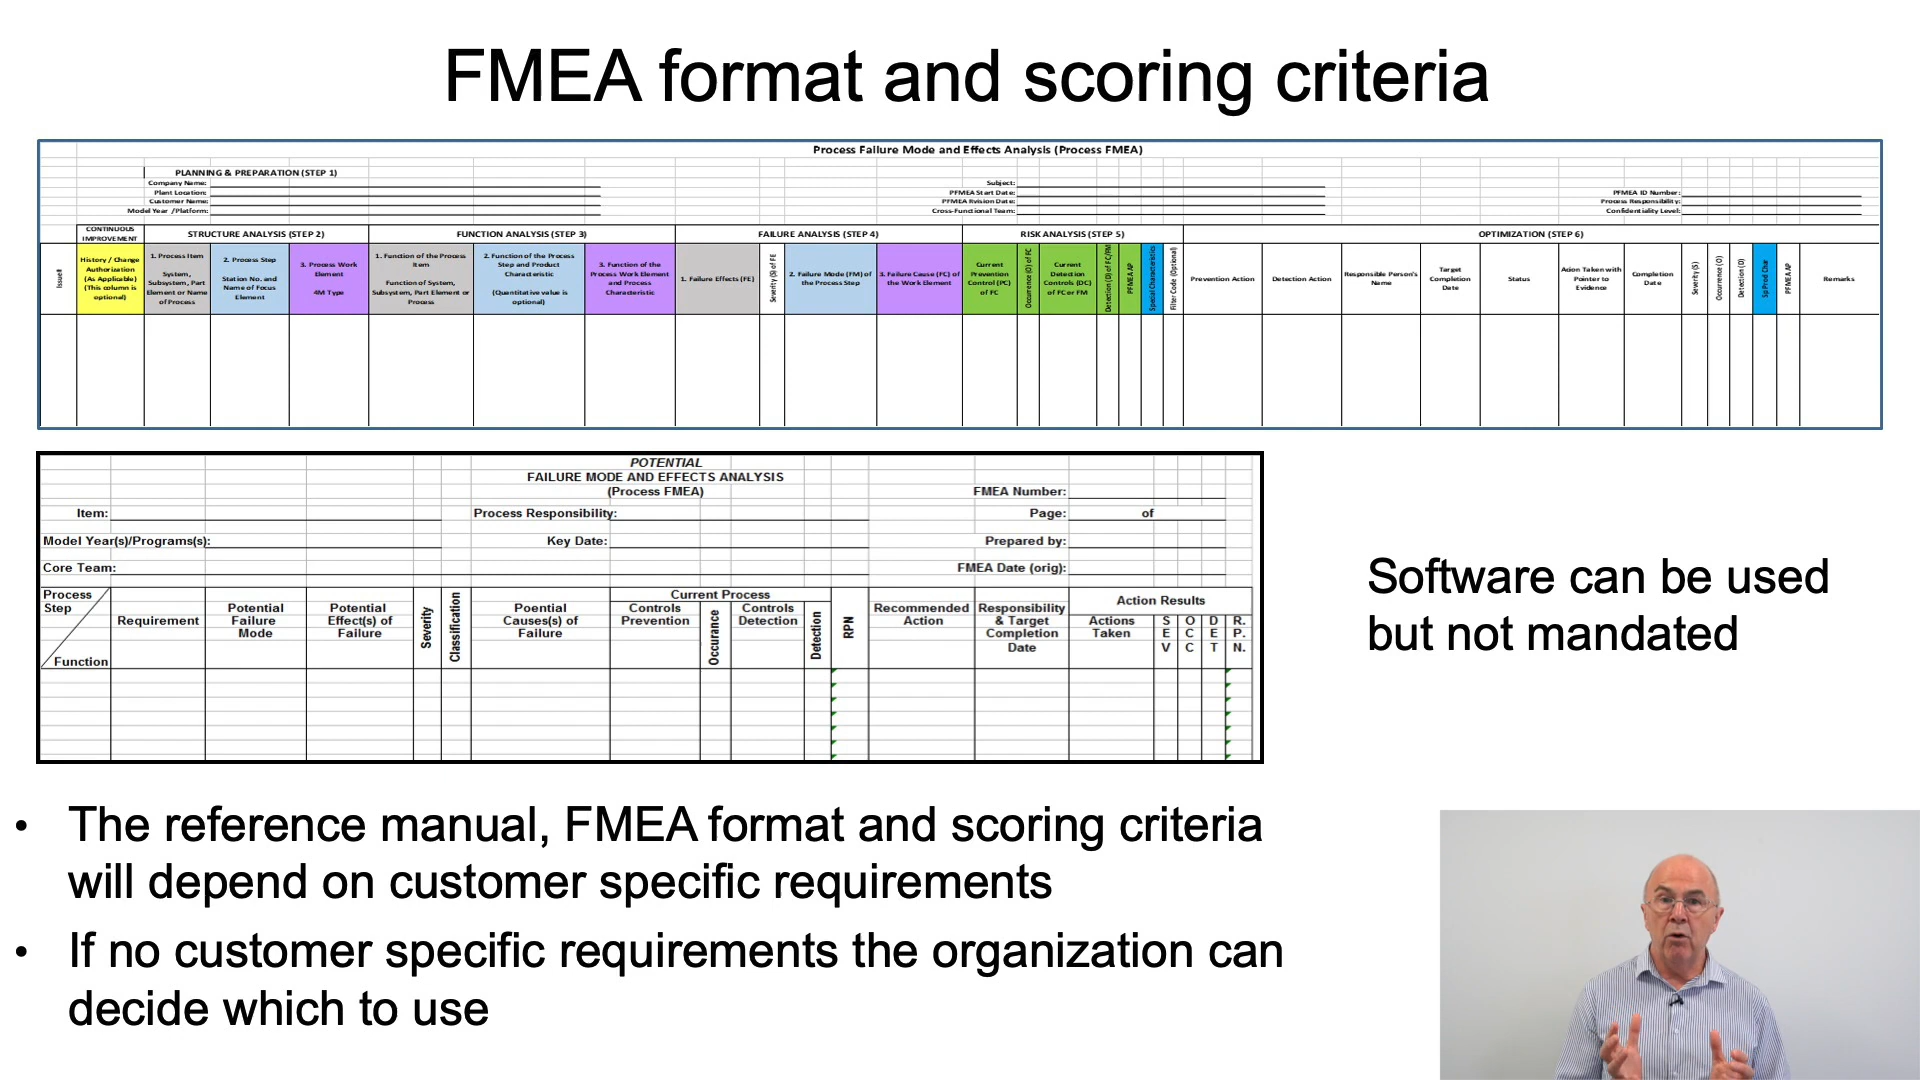 FMEA format and scoring criteria
Process Failure Mode and Effects Analysis (Process FMEA)
PLANNING & PREPARATION (STEP 1)
Company Name:
Plant Location:
Customer Name:
Model Year /Platform:
Subject:
PFMEA Start Date:
PFMEA Rvision Date:
Cross-Functional Team:
PFMEA ID Number:
Process Responsibility:
Confidentiality Level:
CONTINUOUS
IMPROVEMENT
STRUCTURE ANALYSIS (STEP 2)
FUNCTION ANALYSIS (STEP 3)
FAILURE ANALYSIS (STEP 4)
RISK ANALYSIS (STEP 5)
OPTIMIZATION (STEP 6)
Issue#
History / Change
Authorization
(As Applicable)
(This column is
optional)
1. Process Item
System,
Subsystem, Part
Element or Name
of Process
2. Process Step
Station No. and
Name of Focus
Element
3. Process Work
Element
4M Type
1. Function of the Process
Item
Function of System,
Subsystem, Part Element or
Process
2. Function of the Process
Step and Product
Characteristic
(Quantitative value is
optional)
3. Function of the
Process Work Element
and Process
Characteristic
1. Failure Effects (FE)
Severity (S) of FE
2. Failure Mode (FM) of
the Process Step
3. Failure Cause (FC) of
the Work Element
Current
Prevention
Control (PC)
of FC
Occurrence (O) of FC
Current
Detection
Controls (DC)
of FC or FM
Detection (D) of FC/FM
PFMEA AP
Special Characteristics
Filter Code (Optional)
Prevention Action
Detection Action
Responsible Person's
Name
Target
Completion
Date
Status
Acion Taken with
Pointer to
Evidence
Completion
Date
Severity (S)
Occurrence (O)
Detection (D)
Sp Prod Char
PFMEA AP
Remarks
POTENTIAL
FAILURE MODE AND EFFECTS ANALYSIS
(Process FMEA)
FMEA Number:
Item:
Process Responsibility:
Page: of
Model Year(s)/Programs(s):
Key Date:
Prepared by:
Core Team:
FMEA Date (orig):
Process
Step
Function
Requirement
Potential
Failure
Mode
Potential
Effect(s) of
Failure
Severity
Classification
Poential
Causes(s) of
Failure
Current Process
Controls
Prevention
Occurance
Controls
Detection
Detection
RPN
Recommended
Action
Responsibility
& Target
Completion
Date
Action Results
Actions
Taken
S
E
V
O
C
C
D
E
T
R.
P.
N.
Software can be used
but not mandated
• The reference manual, FMEA format and scoring criteria
will depend on customer specific requirements
• If no customer specific requirements the organization can
decide which to use